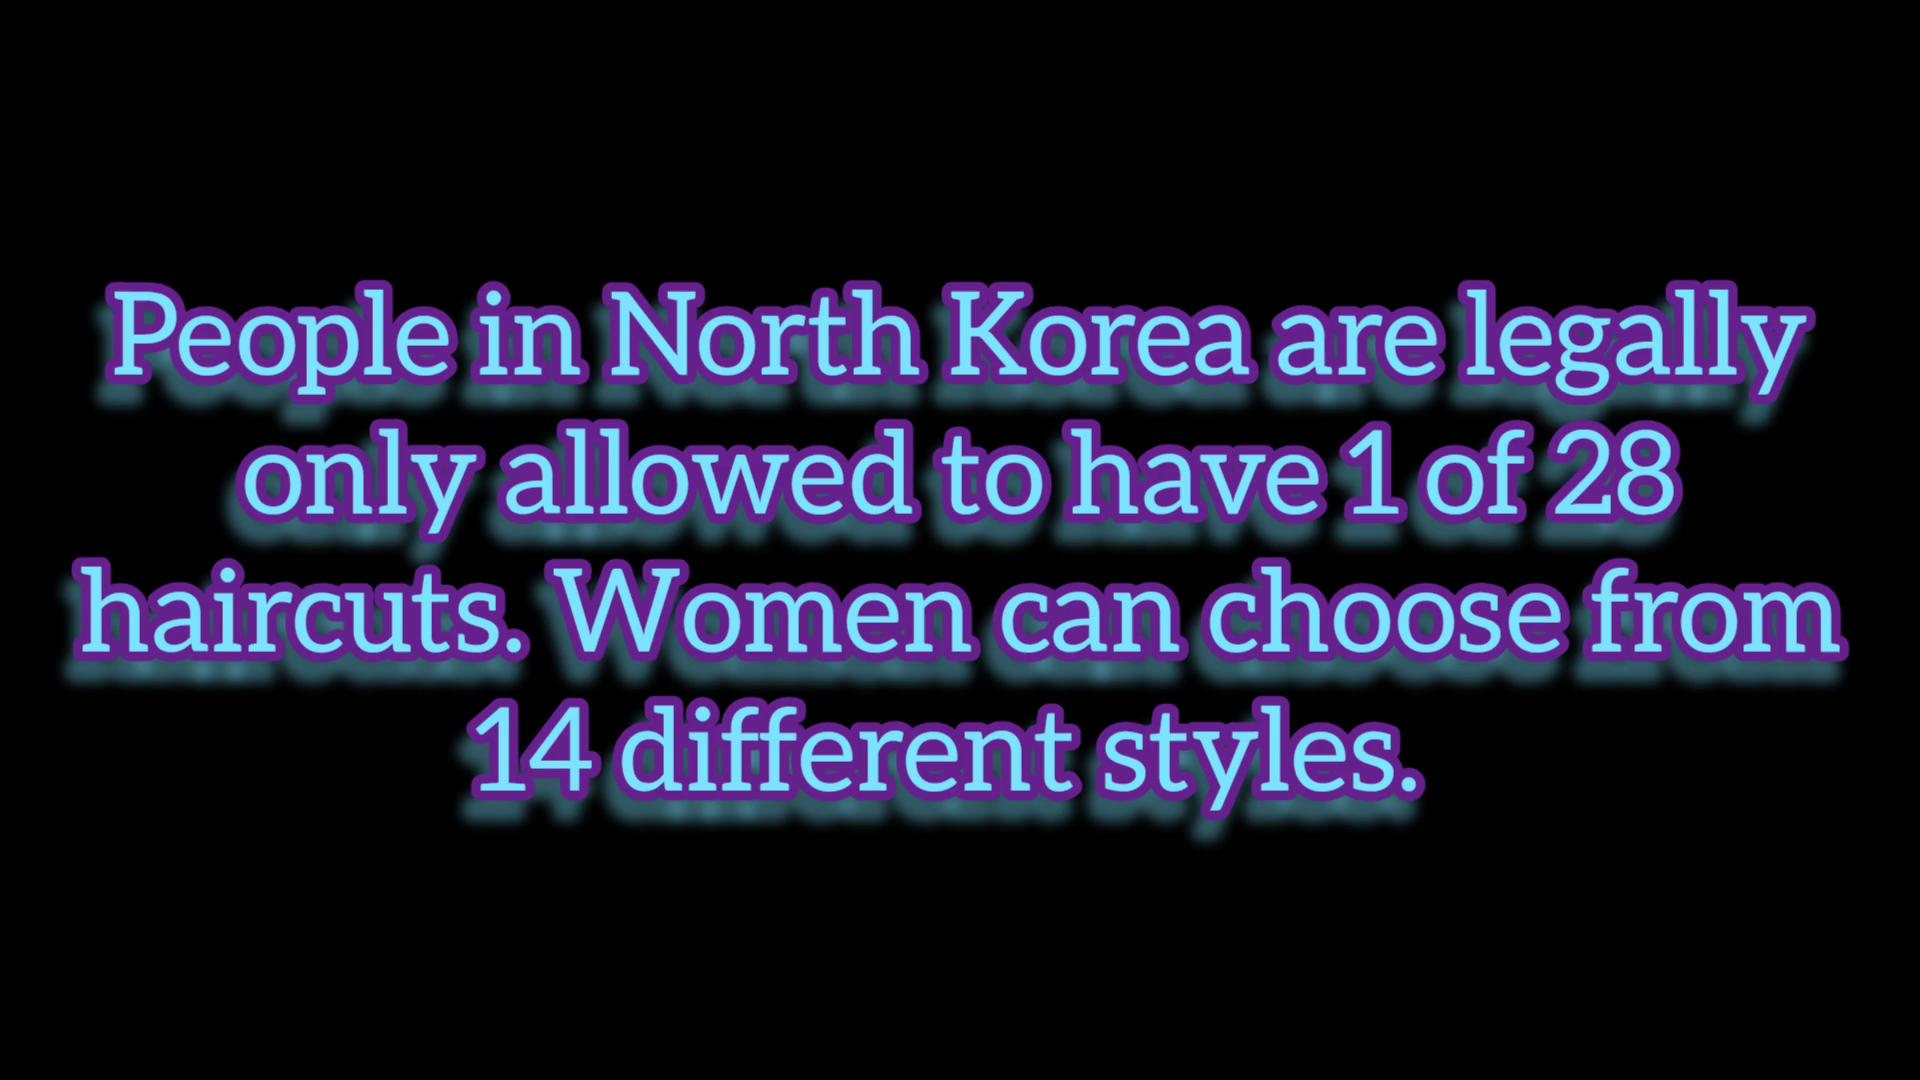 People in North Korea are legally
only allowed to have 1 of 28
haircuts. Women can choose from
14 different styles.